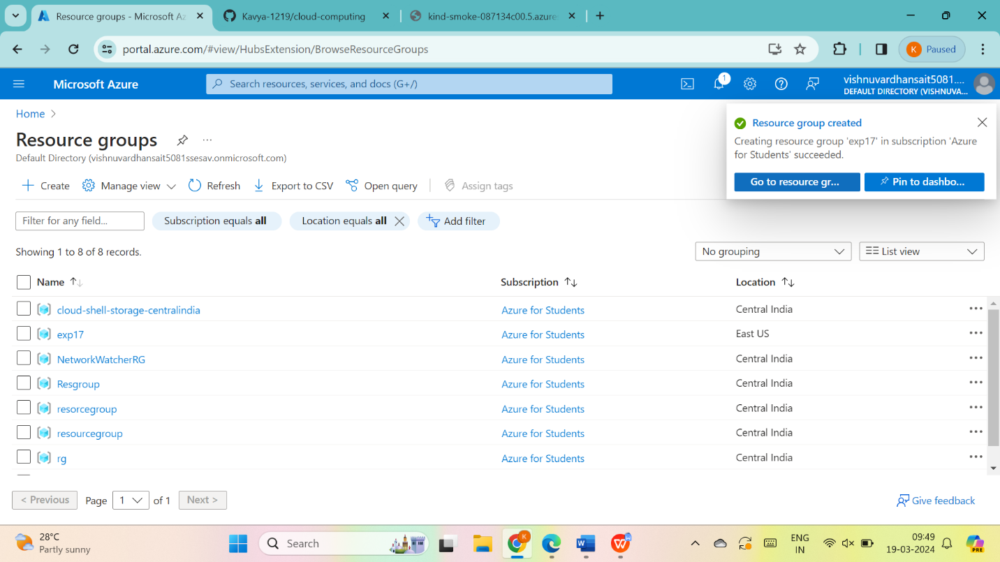 Resource groups - Microsoft Az
Kavya-1219/cloud-computing
kind-smoke-087134c00.5.azure
portal.azure.com/#view/HubsExtension/BrowseResourceGroups
K
Paused
Microsoft Azure
Search resources, services, and docs (G+/)
1
vishnuvardhansait5081....
DEFAULT DIRECTORY (VISHNUVA...
Home
Resource groups
...
Default Directory (vishnuvardhansait5081ssesav.onmicrosoft.com)
Resource group created
Creating resource group 'exp17' in subscription 'Azure
for Students' succeeded.
Go to resource gr...
Pin to dashbo...
Create
Manage view
Refresh
Export to CSV
Open query
Assign tags
Filter for any field...
Subscription equals all
Location equals all
Add filter
Showing 1 to 8 of 8 records.
No grouping
List view
Name
Subscription
Location
cloud-shell-storage-centralindia Azure for Students Central India
exp17 Azure for Students East US
NetworkWatcherRG Azure for Students Central India
Resgroup Azure for Students Central India
resorcegroup Azure for Students Central India
resourcegroup Azure for Students Central India
rg Azure for Students Central India
< Previous
Page 1 of 1
Next >
Give feedback
28°C
Partly sunny
Search
K
W
W
ENG
IN
09:49
19-03-2024
PRE